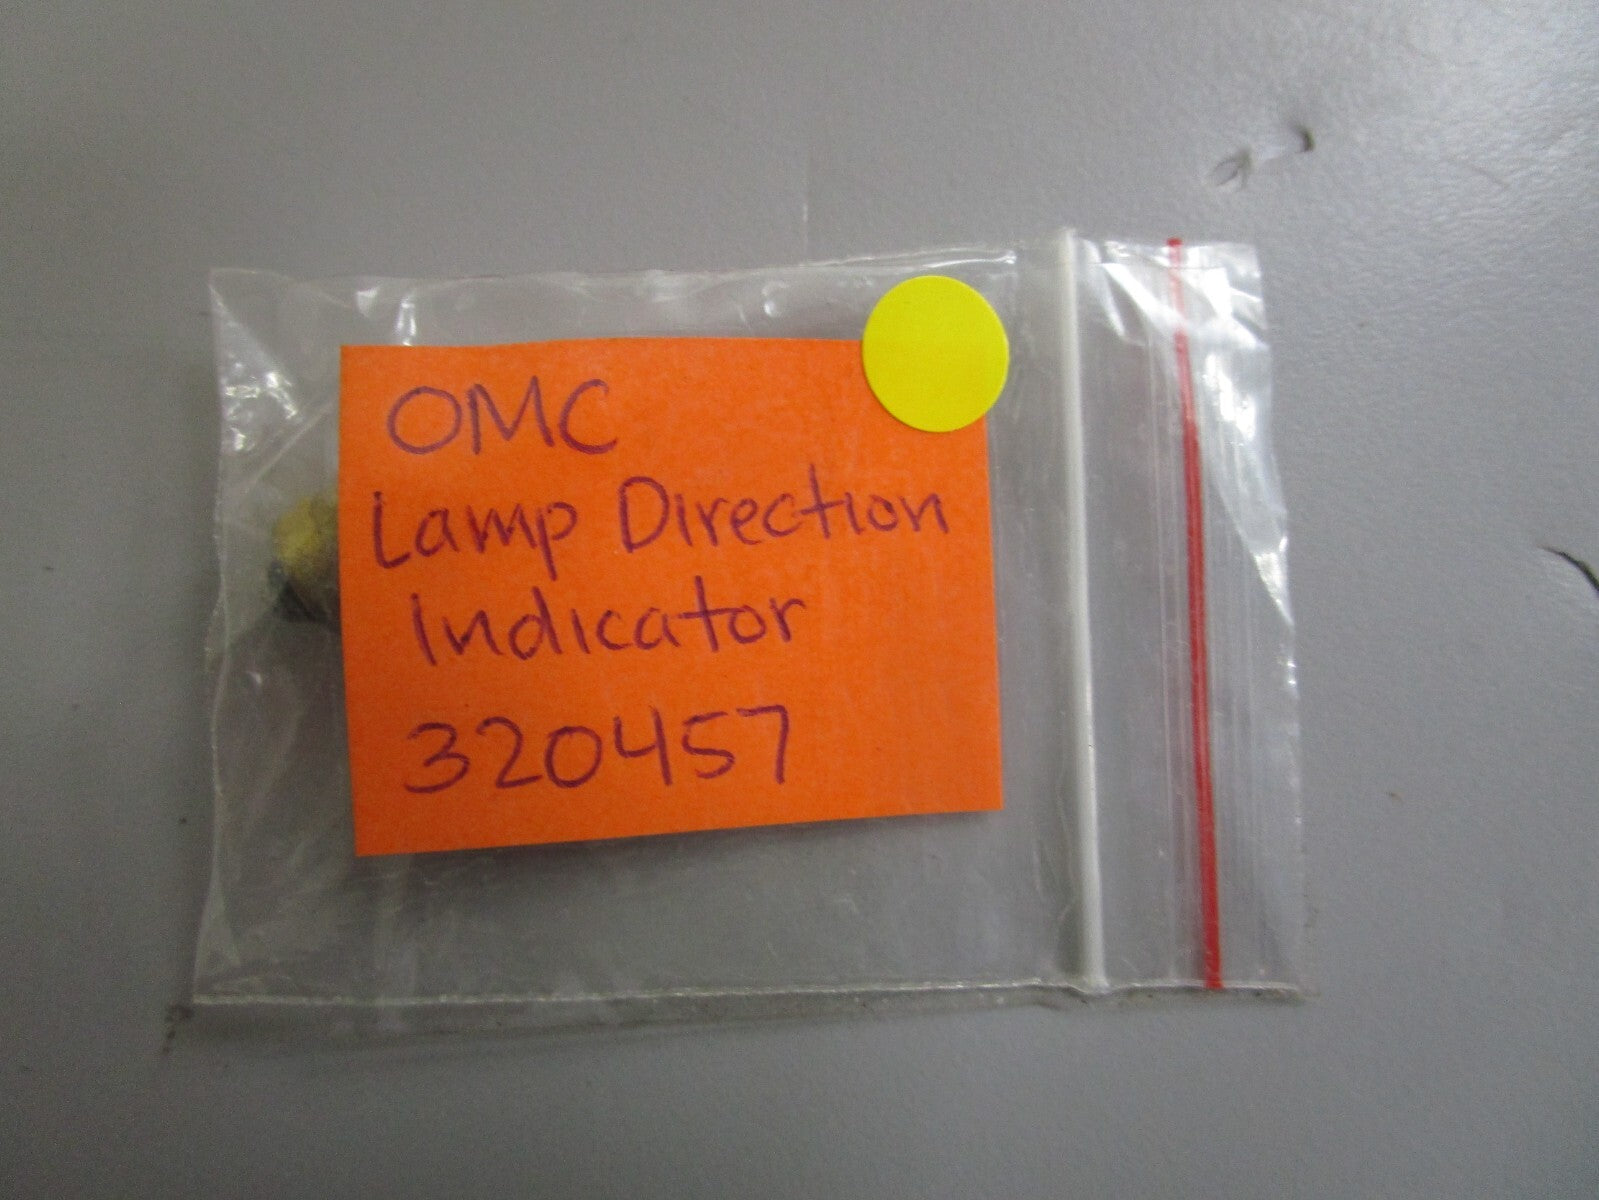 OMC
Lamp Direction
Indicator
320457